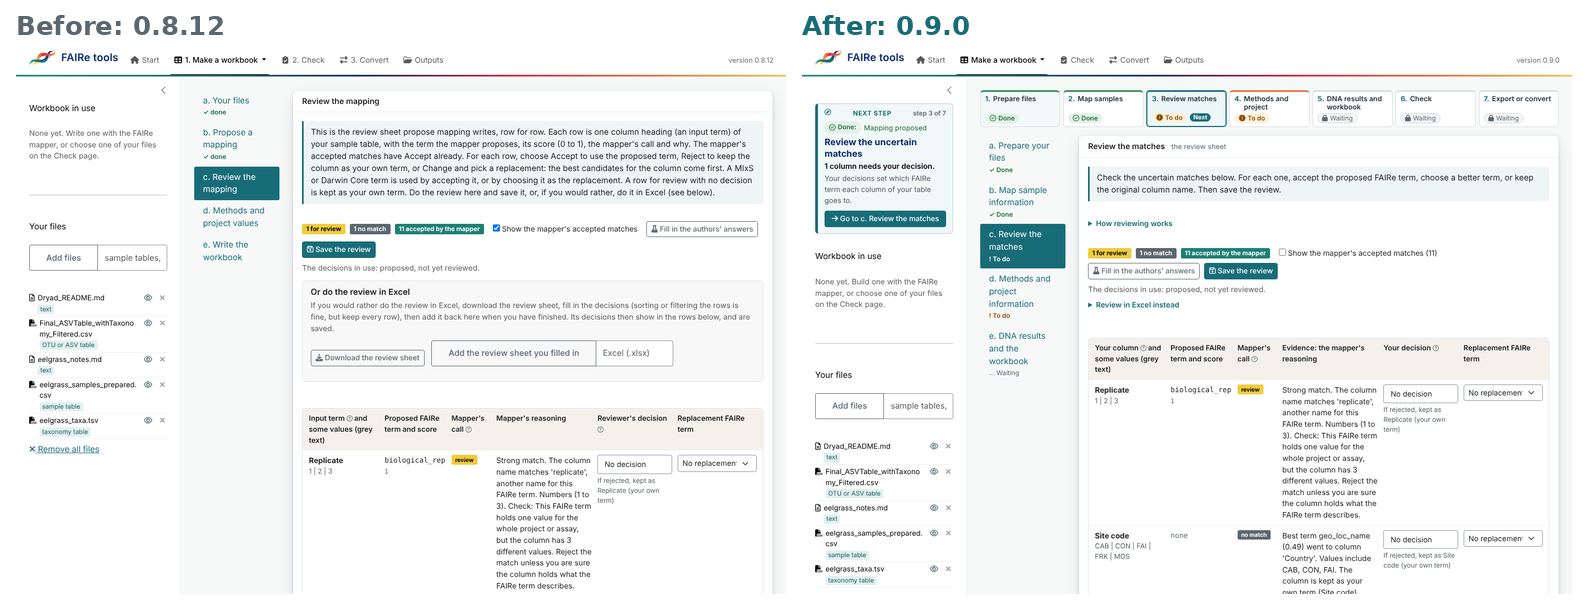 Before: 0.8.12
FAIRe tools
Start
1. Make a workbook
2. Check
3. Convert
Outputs
version 0.8.12
Workbook in use
None yet. Write one with the FAIRe
mapper, or choose one of your files
on the Check page.
Your files
Add files
sample tables,
Dryad_README.md
text
Final_ASVTable_withTaxono
my_Filtered.csv
OTU or ASV table
eelgrass_notes.md
text
eelgrass_samples_prepared.
csv
sample table
eelgrass_taxa.tsv
taxonomy table
Remove all files
a. Your files
✓ done
b. Propose a
mapping
✓ done
c. Review the
mapping
d. Methods and
project values
e. Write the
workbook
Review the mapping
This is the review sheet propose mapping writes, row for row. Each row is one column heading (an input term) of
your sample table, with the term the mapper proposes, its score (0 to 1), the mapper's call and why. The mapper's
accepted matches have Accept already. For each row, choose Accept to use the proposed term, Reject to keep the
column as your own term, or Change and pick a replacement: the best candidates for the column come first. A MIxS
or Darwin Core term is used by accepting it, or by choosing it as the replacement. A row for review with no decision
is kept as your own term. Do the review here and save it, or, if you would rather, do it in Excel (see below).
1 for review
1 no match
11 accepted by the mapper
Show the mapper's accepted matches
Fill in the authors' answers
Save the review
The decisions in use: proposed, not yet reviewed.
Or do the review in Excel
If you would rather do the review in Excel, download the review sheet, fill in the decisions (sorting or filtering the rows is
fine, but keep every row), then add it back here when you have finished. Its decisions then show in the rows below, and are
saved.
Download the review sheet
Add the review sheet you filled in
Excel (.xlsx)
Input term and
some values (grey
text)
Proposed FAIRe
term and score
Mapper's
call
Mapper's reasoning
Reviewer's decision
Replacement FAIRe
term
Replicate
1 | 2 | 3
biological_rep
1
review
Strong match. The column
name matches 'replicate',
another name for this
FAIRe term. Numbers (1 to
3). Check: This FAIRe term
holds one value for the
whole project or assay,
but the column has 3
different values. Reject the
match unless you are sure
the column holds what the
FAIRe term describes.
No decision
If rejected, kept as
Replicate (your own
term)
No replacement
After: 0.9.0
FAIRe tools
Start
Make a workbook
Check
Convert
Outputs
version 0.9.0
NEXT STEP
step 3 of 7
Done: Mapping proposed
Review the uncertain
matches
1 column needs your decision.
Your decisions set which FAIRe
term each column of your table
goes to.
Go to c. Review the matches
Workbook in use
None yet. Build one with the FAIRe
mapper, or choose one of your files
on the Check page.
Your files
Add files
sample tables,
Dryad_README.md
text
Final_ASVTable_withTaxono
my_Filtered.csv
OTU or ASV table
eelgrass_notes.md
text
eelgrass_samples_prepared.
csv
sample table
eelgrass_taxa.tsv
taxonomy table
1. Prepare files
Done
2. Map samples
Done
3. Review matches
To do
Next
4. Methods and
project
To do
5. DNA results and
workbook
Waiting
6. Check
Waiting
7. Export or convert
Waiting
a. Prepare your
files
✓ Done
b. Map sample
information
✓ Done
c. Review the
matches
! To do
d. Methods and
project
information
! To do
e. DNA results
and the
workbook
... Waiting
Review the matches the review sheet
Check the uncertain matches below. For each one, accept the proposed FAIRe term, choose a better term, or keep
the original column name. Then save the review.
How reviewing works
1 for review
1 no match
11 accepted by the mapper
Show the mapper's accepted matches (11)
Fill in the authors' answers
Save the review
The decisions in use: proposed, not yet reviewed.
Review in Excel instead
Your column and
some values (grey
text)
Proposed FAIRe
term and score
Mapper's
call
Evidence: the mapper's
reasoning
Your decision
Replacement FAIRe
term
Replicate
1 | 2 | 3
biological_rep
1
review
Strong match. The column
name matches 'replicate',
another name for this
FAIRe term. Numbers (1 to
3). Check: This FAIRe term
holds one value for the
whole project or assay,
but the column has 3
different values. Reject the
match unless you are sure
the column holds what the
FAIRe term describes.
No decision
If rejected, kept as
Replicate (your own
term)
No replacement
Site code
CAB | CON | FAI |
FRK | MOS
none
no match
Best term geo_loc_name
(0.49) went to column
'Country'. Values include
CAB, CON, FAI. The
column is kept as your
own term (Site code).
No decision
If rejected, kept as Site
code (your own term)
No replacement